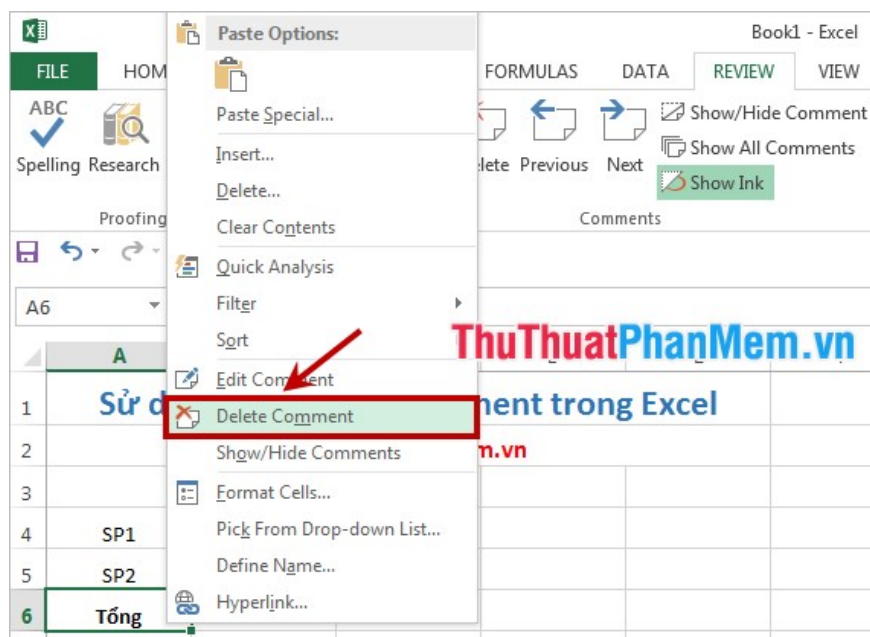 Book1 - Excel
FILE HOM FORMULAS DATA REVIEW VIEW
ABC
Spelling Research
Previous Next
Show/Hide Comment
Show All Comments
Show Ink
Proofing
Comments
A6
Paste Options:
Paste Special...
Insert...
Delete...
Clear Contents
Quick Analysis
Filter
Sort
Edit Comment
Delete Comment
Show/Hide Comments
Format Cells...
Pick From Drop-down List...
Define Name...
Hyperlink...
ThuThuatPhanMem.vn
A
1 Sử d ment trong Excel
2 m.vn
3
4 SP1
5 SP2
6 Tổng